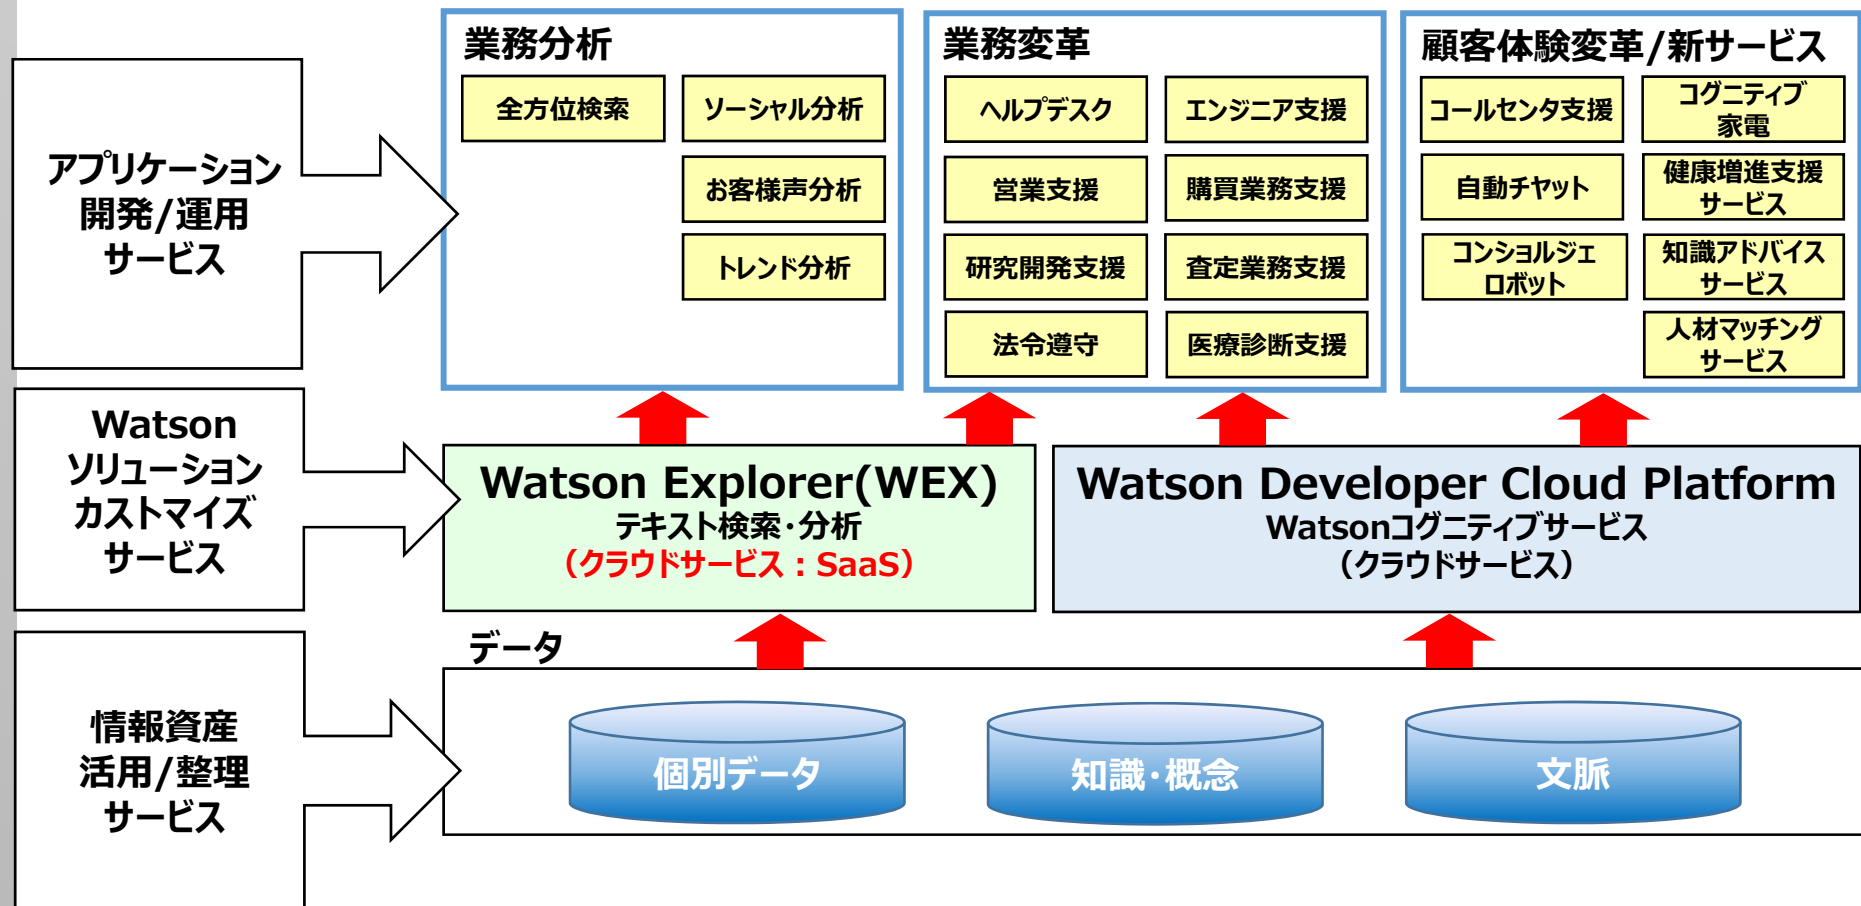 アプリケーション
開発/運用
サービス
業務分析
全方位検索
ソーシャル分析
お客様声分析
トレンド分析
業務変革
ヘルプデスク
エンジニア支援
営業支援
購買業務支援
研究開発支援
査定業務支援
法令遵守
医療診断支援
顧客体験変革/新サービス
コールセンタ支援
コグニティブ
家電
自動チヤット
健康増進支援
サービス
コンショルジェ
ロボット
知識アドバイス
サービス
人材マッチング
サービス
Watson
ソリューション
カストマイズ
サービス
Watson Explorer(WEX)
テキスト検索・分析
（クラウドサービス：SaaS）
Watson Developer Cloud Platform
Watsonコグニティブサービス
（クラウドサービス）
情報資産
活用/整理
サービス
データ
個別データ
知識・概念
文脈